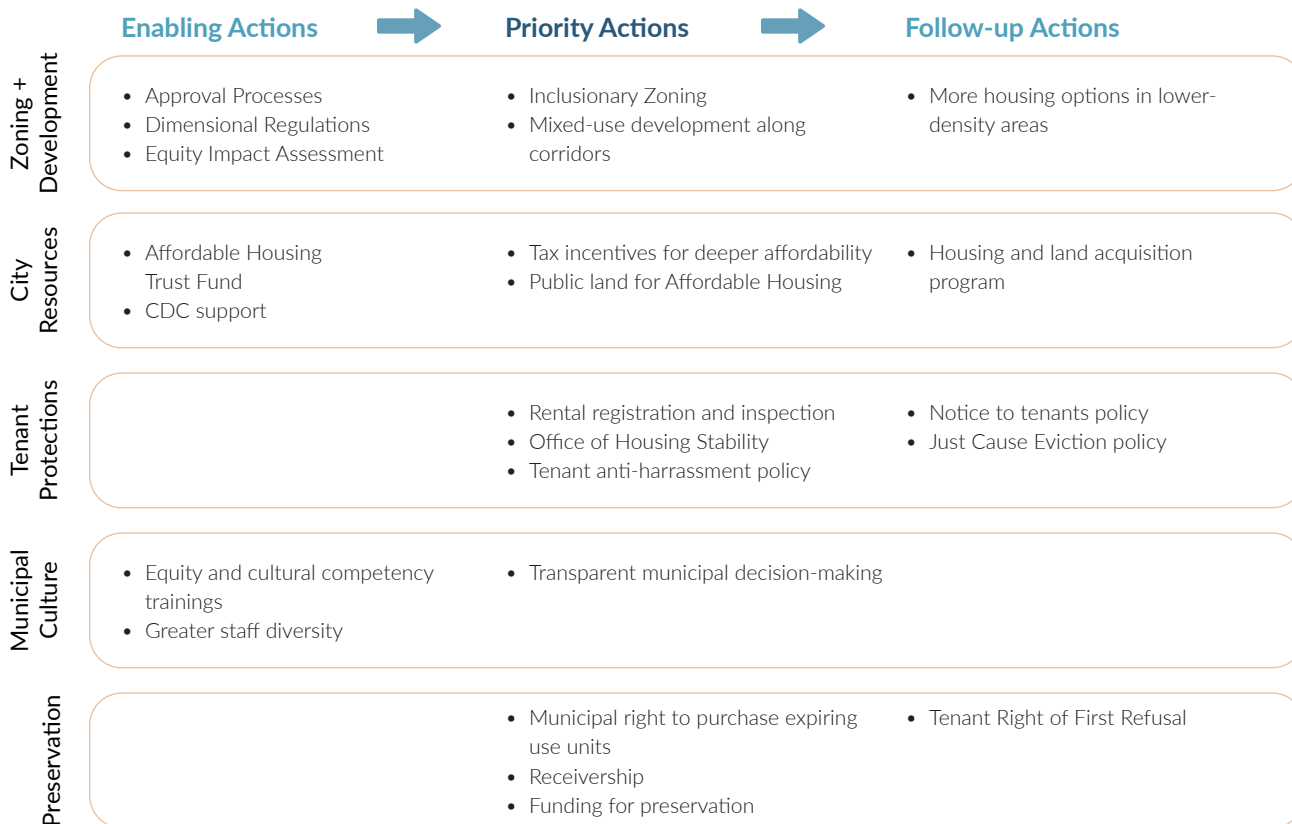 Enabling Actions
Priority Actions
Follow-up Actions
Zoning +
Development
• Approval Processes
• Dimensional Regulations
• Equity Impact Assessment
• Inclusionary Zoning
• Mixed-use development along
corridors
• More housing options in lower-
density areas
City
Resources
• Affordable Housing
Trust Fund
• CDC support
• Tax incentives for deeper affordability
• Public land for Affordable Housing
• Housing and land acquisition
program
Tenant
Protections
• Rental registration and inspection
• Office of Housing Stability
• Tenant anti-harrassment policy
• Notice to tenants policy
• Just Cause Eviction policy
Municipal
Culture
• Equity and cultural competency
trainings
• Greater staff diversity
• Transparent municipal decision-making
Preservation
• Municipal right to purchase expiring
use units
• Receivership
• Funding for preservation
• Tenant Right of First Refusal